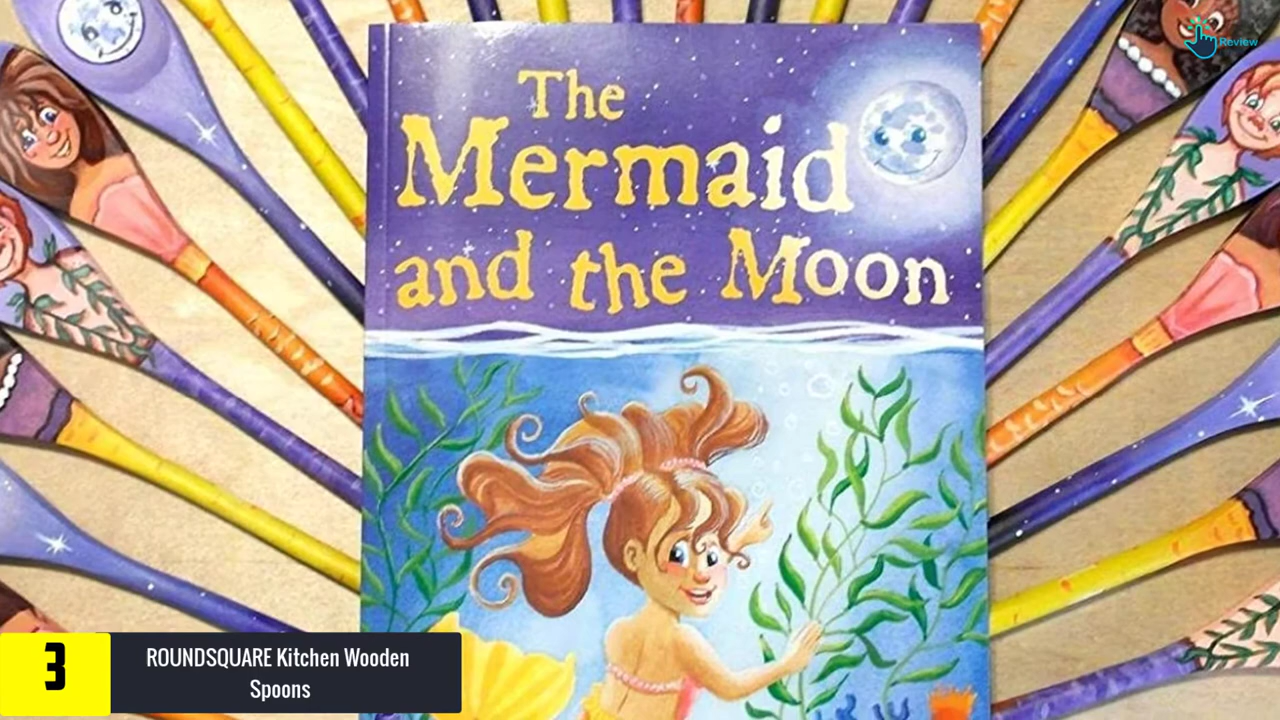 Review
The
Mermaid
and the Moon
3
ROUNDSQUARE Kitchen Wooden
Spoons